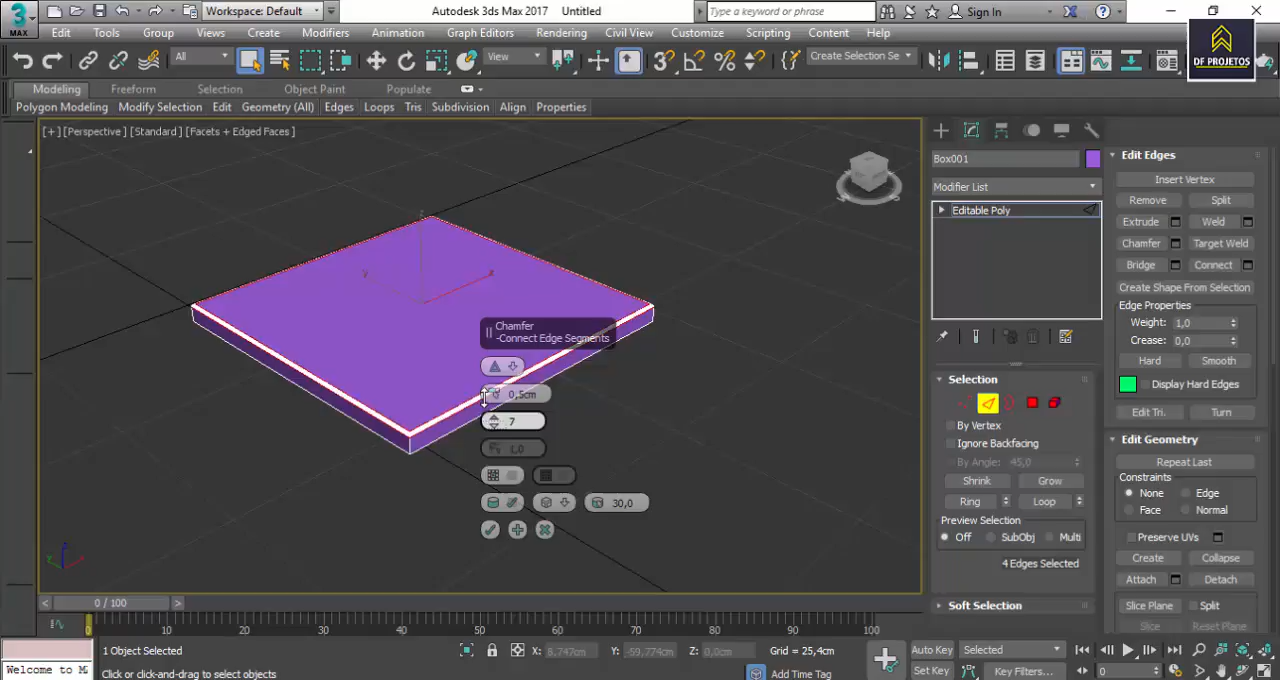 3
MAX
Workspace: Default
Autodesk 3ds Max 2017 Untitled
Type a keyword or phrase
Sign In
Edit Tools Group Views Create Modifiers Animation Graph Editors Rendering Civil View Customize Scripting Content Help
DF PROJETOS
All
View
Create Selection Se
Modeling Freeform Selection Object Paint Populate
Polygon Modeling Modify Selection Edit Geometry (All) Edges Loops Tris Subdivision Align Properties
[+] [Perspective ] [Standard ] [Facets + Edged Faces ]
Box001
Modifier List
Editable Poly
Edit Edges
Insert Vertex
Remove Split
Extrude Weld
Chamfer Target Weld
Bridge Connect
Create Shape From Selection
Edge Properties
Weight: 1,0
Crease: 0,0
Hard Smooth
Display Hard Edges
Edit Tri. Turn
Chamfer
-Connect Edge Segments
0,5cm
7
1,0
30,0
Selection
By Vertex
Ignore Backfacing
By Angle: 45,0
Shrink Grow
Ring Loop
Preview Selection
Off SubObj Multi
4 Edges Selected
Soft Selection
Edit Geometry
Repeat Last
Constraints
None Edge
Face Normal
Preserve UVs
Create Collapse
Attach Detach
Slice Plane Split
Slice Reset Plane
0 / 100
0 10 20 30 40 50 60 70 80 90 100
1 Object Selected
X: 8,747cm Y: -59,774cm Z: 0,0cm Grid = 25,4cm
Auto Key Selected
Welcome to M
Click or click-and-drag to select objects
Add Time Tag
Set Key Key Filters...
0